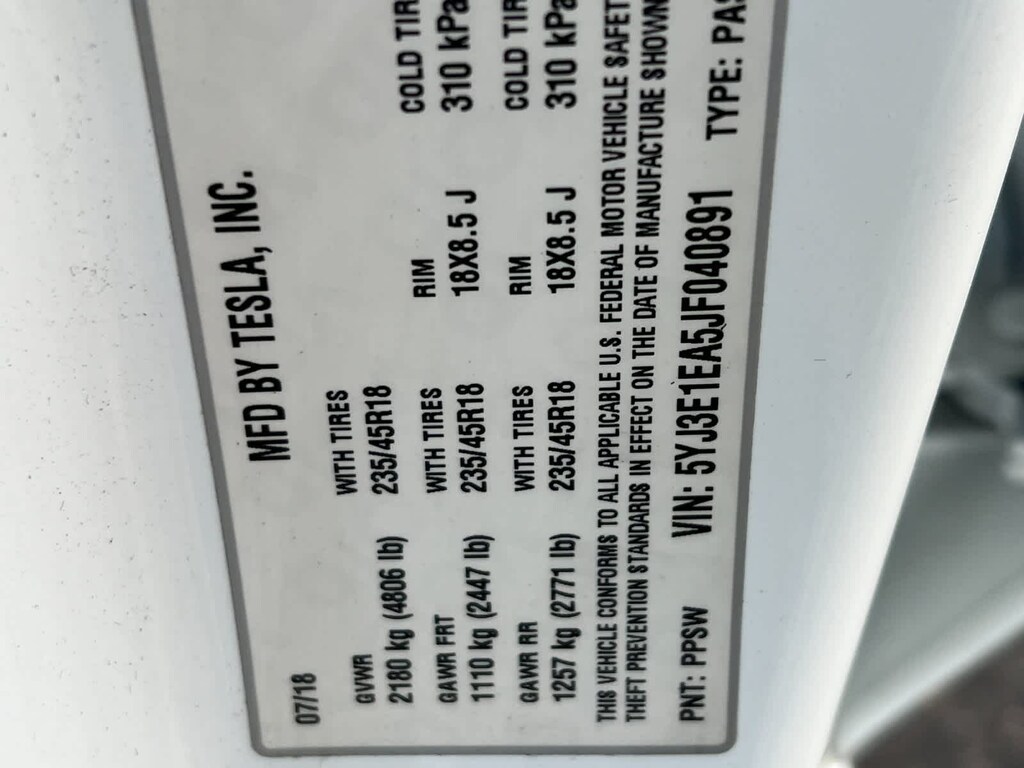 MFD BY TESLA, INC.
07/18
GVWR WITH TIRES
2180 kg (4806 lb) 235/45R18
GAWR FRT WITH TIRES RIM COLD TIR
1110 kg (2447 lb) 235/45R18 18X8.5 J 310 kPa
GAWR RR WITH TIRES RIM COLD TIR
1257 kg (2771 lb) 235/45R18 18X8.5 J 310 kPa
THIS VEHICLE CONFORMS TO ALL APPLICABLE U.S. FEDERAL MOTOR VEHICLE SAFET
THEFT PREVENTION STANDARDS IN EFFECT ON THE DATE OF MANUFACTURE SHOWN
PNT: PPSW VIN: 5YJ3E1EA5JF040891 TYPE: PAS